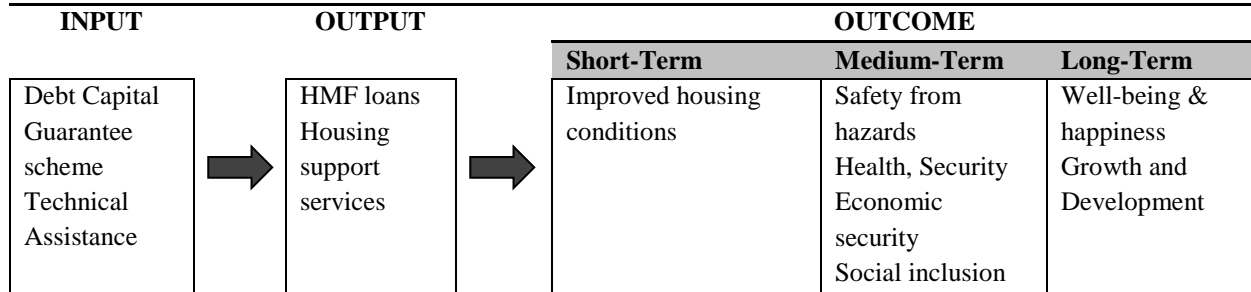 INPUT OUTPUT OUTCOME
Short-Term Medium-Term Long-Term
Debt Capital
Guarantee
scheme
Technical
Assistance
HMF loans
Housing
support
services
Improved housing
conditions
Safety from
hazards
Health, Security
Economic
security
Social inclusion
Well-being &
happiness
Growth and
Development